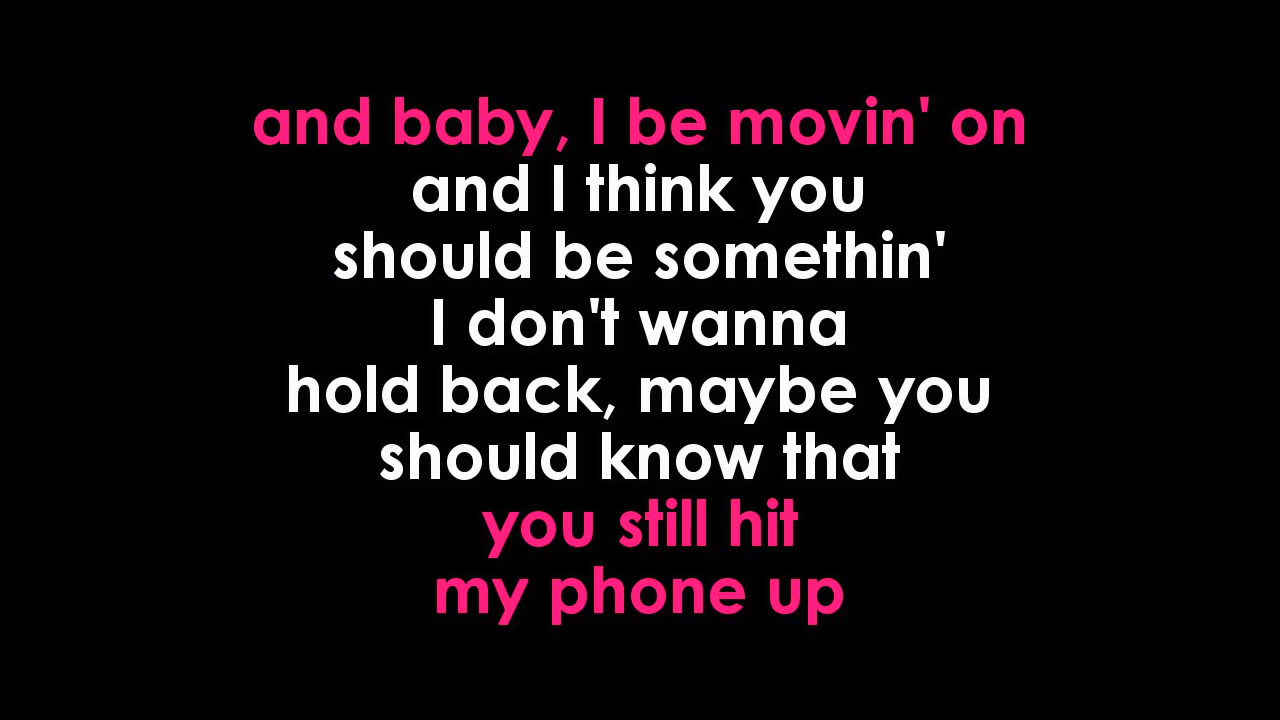 and baby, I be movin' on
and I think you
should be somethin'
I don't wanna
hold back, maybe you
should know that
you still hit
my phone up